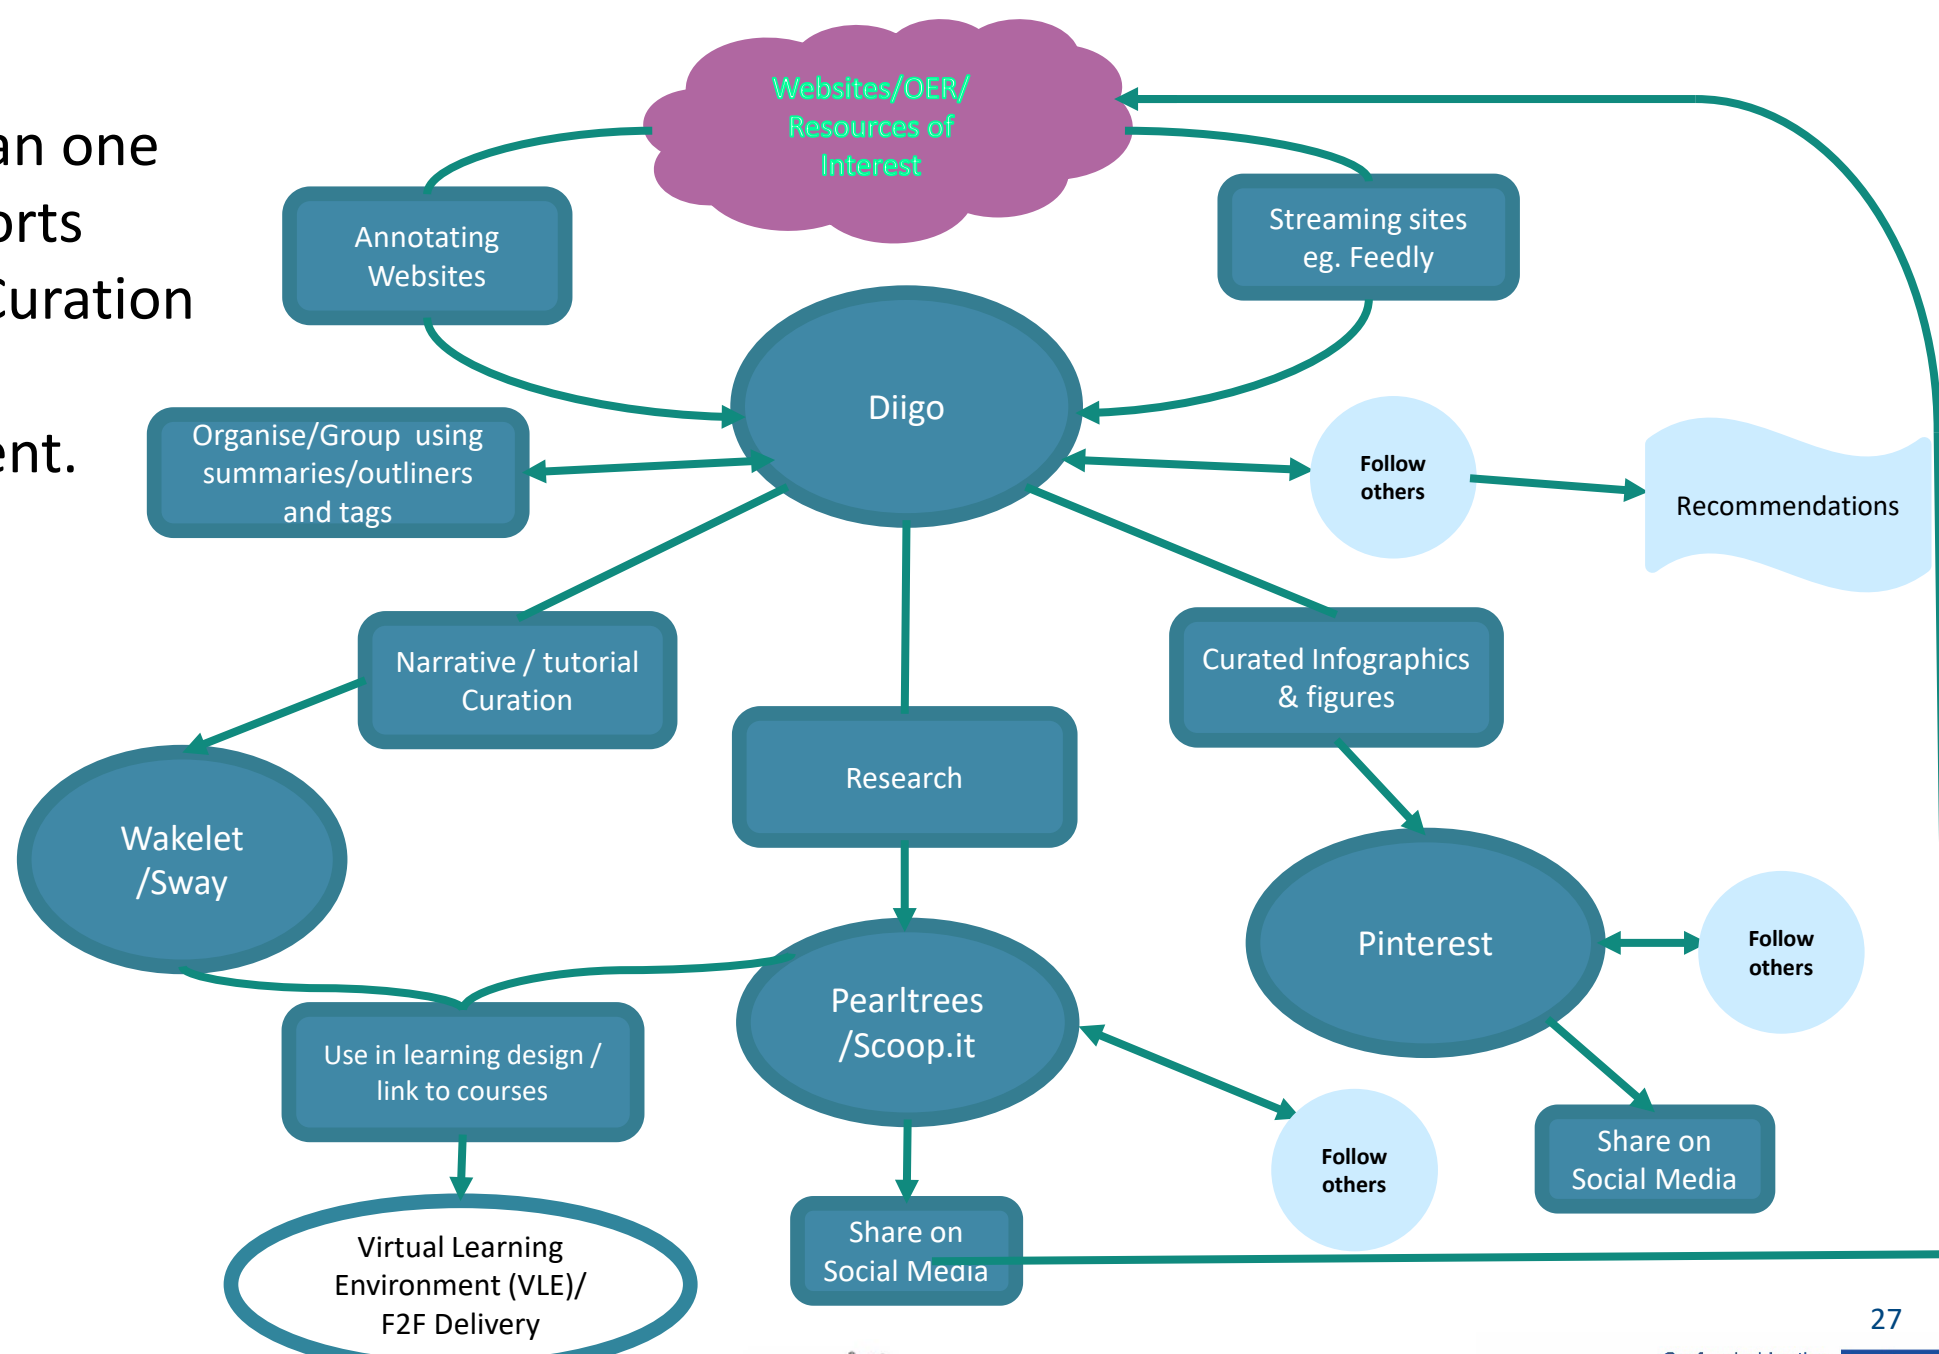 an one
orts
Curation
ent.
Websites/OER/
Resources of
Interest
Annotating
Websites
Streaming sites
eg. Feedly
Diigo
Organise/Group using
summaries/outliners
and tags
Follow
others
Recommendations
Narrative / tutorial
Curation
Curated Infographics
& figures
Research
Wakelet
/Sway
Pinterest
Follow
others
Pearltrees
/Scoop.it
Use in learning design /
link to courses
Follow
others
Share on
Social Media
Share on
Social Media
Virtual Learning
Environment (VLE)/
F2F Delivery
27